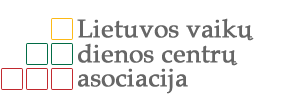 Lietuvos vaikų
dienos centrų
asociacija